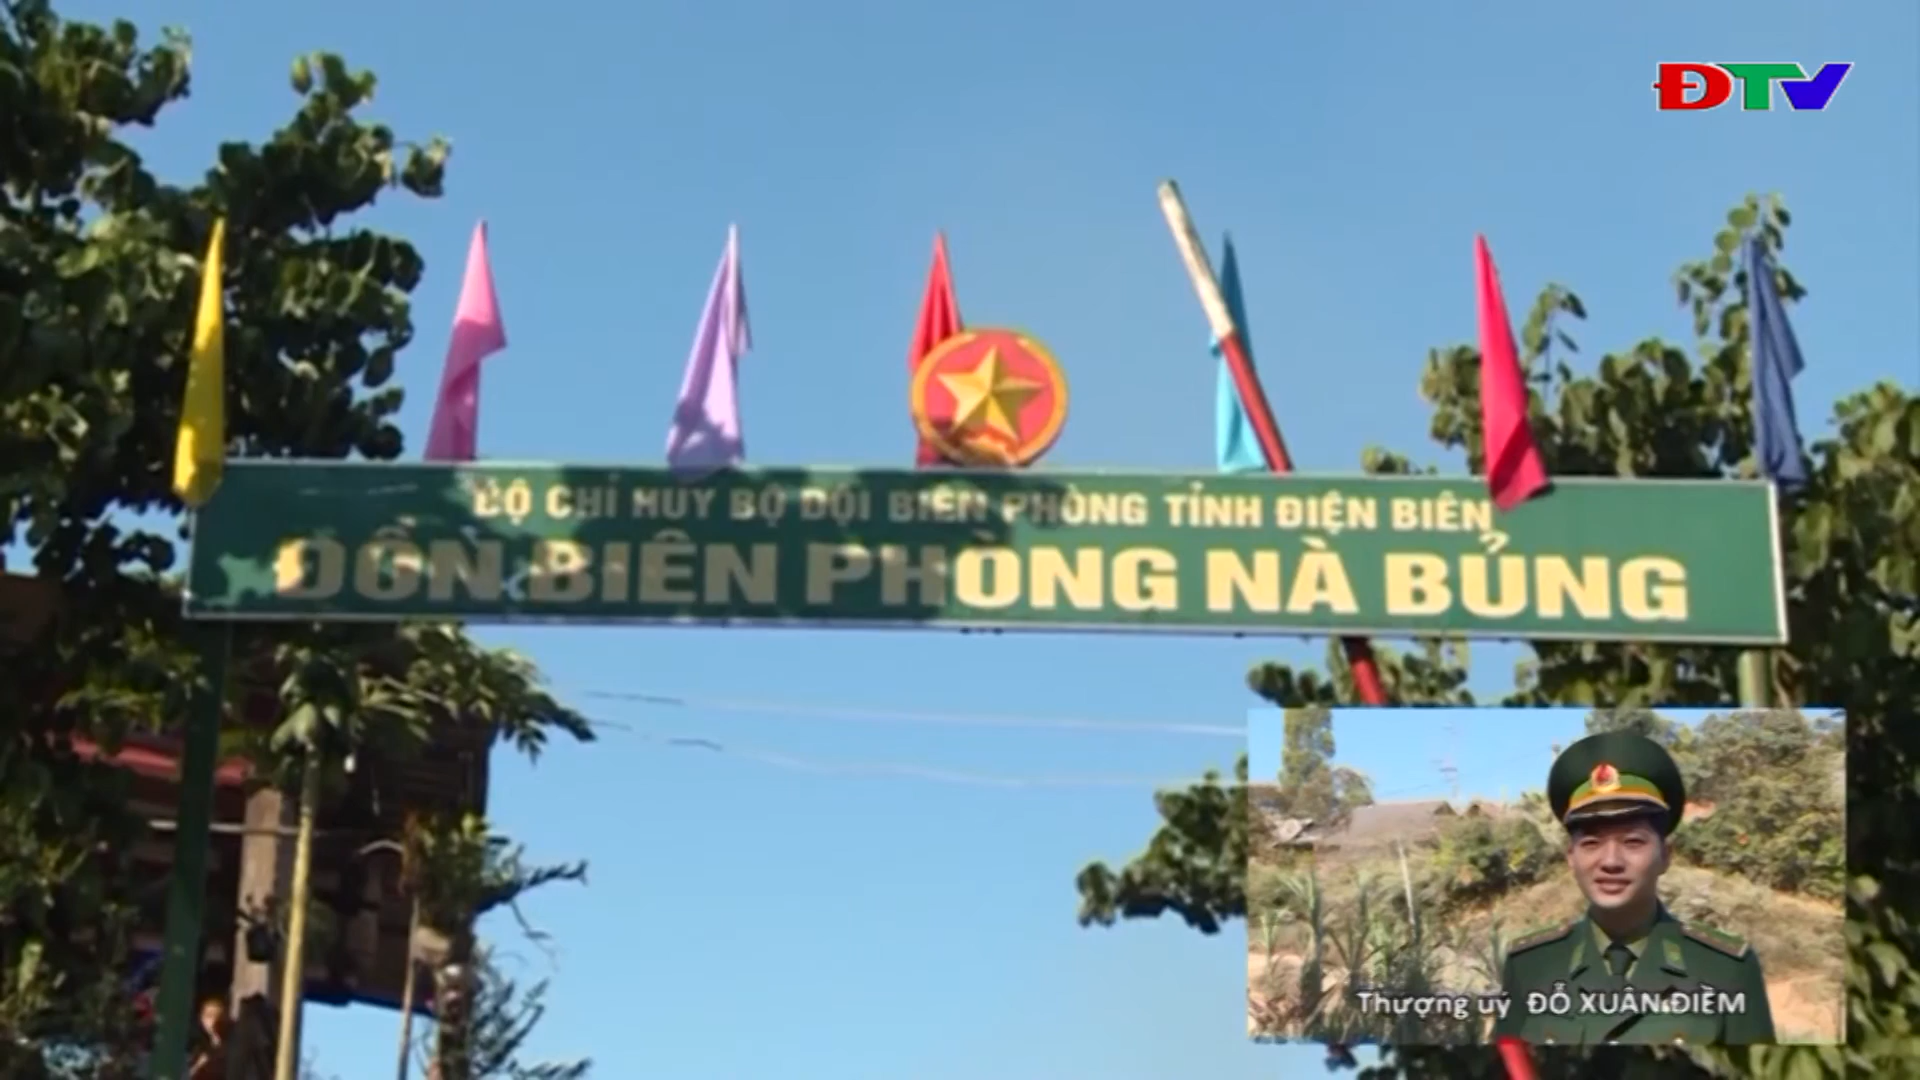 ĐTV
BỘ CHỈ HUY BỘ ĐỘI BIÊN PHÒNG TỈNH ĐIỆN BIÊN
ĐỒN BIÊN PHÒNG NÀ BỦNG
Thượng uý ĐỖ XUÂN ĐIỀM